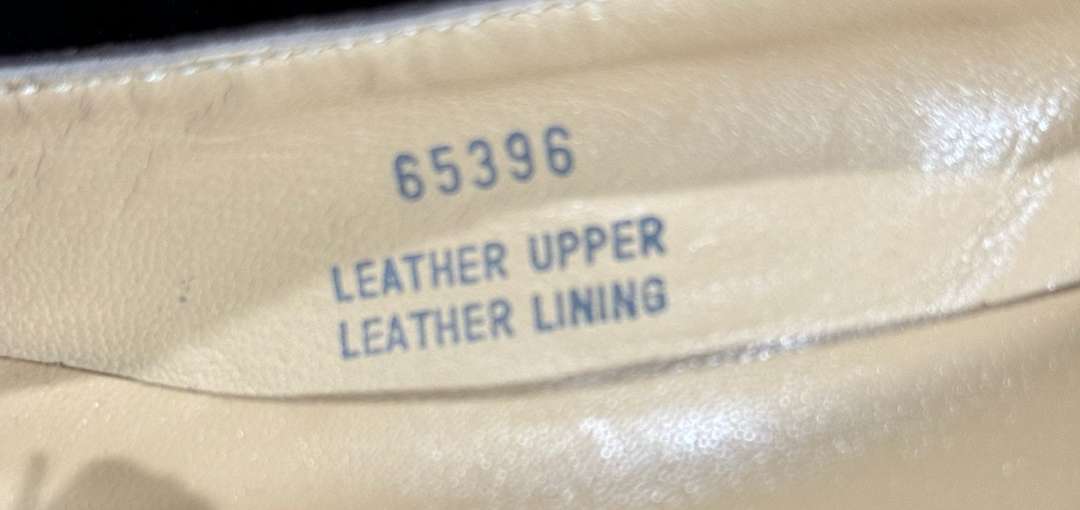 65396
LEATHER UPPER
LEATHER LINING